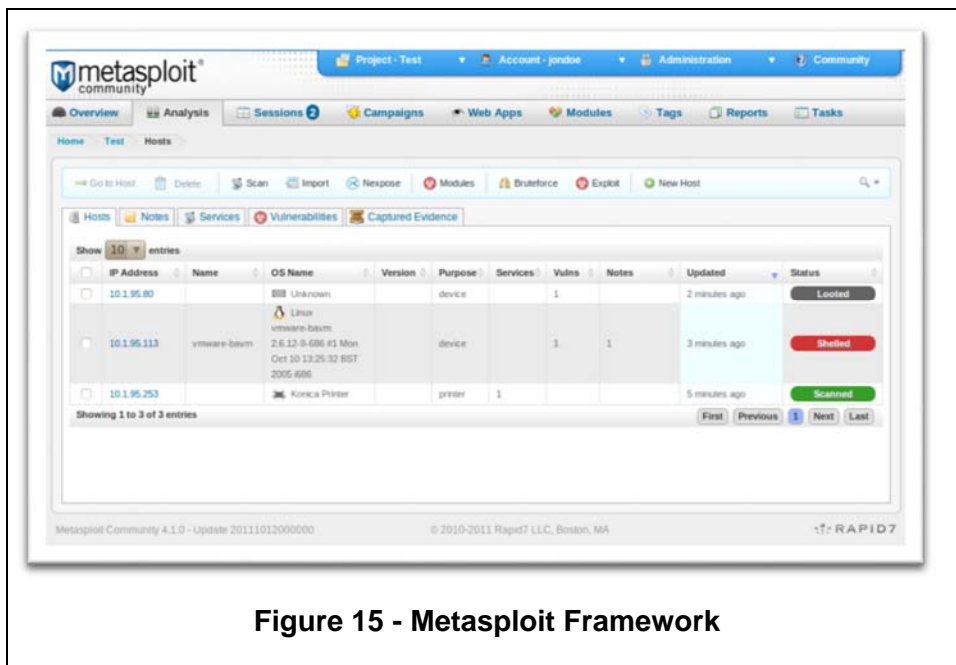 metasploit®
community
Project - Test ▼ Account - jondoe ▼ Administration ▼ ? Community
Overview Analysis Sessions 2 Campaigns Web Apps Modules Tags Reports Tasks
Home Test Hosts
Go to Host Delete Scan Import Nexpose Modules Bruteforce Exploit New Host
Hosts Notes Services Vulnerabilities Captured Evidence
Show 10 entries
IP Address Name OS Name Version Purpose Services Vulns Notes Updated Status
10.1.95.80 Unknown device 1 2 minutes ago Looted
10.1.95.113 vmware-bavm Linux device 1 1 3 minutes ago Shelled
vmware-bavm
2.6.12-9-686 #1 Mon
Oct 10 13:25:32 BST
2005 i686
10.1.95.253 Konica Printer printer 1 5 minutes ago Scanned
Showing 1 to 3 of 3 entries First Previous 1 Next Last
Metasploit Community 4.1.0 - Update 20111012000000 © 2010-2011 Rapid7 LLC, Boston, MA RAPID7
Figure 15 - Metasploit Framework